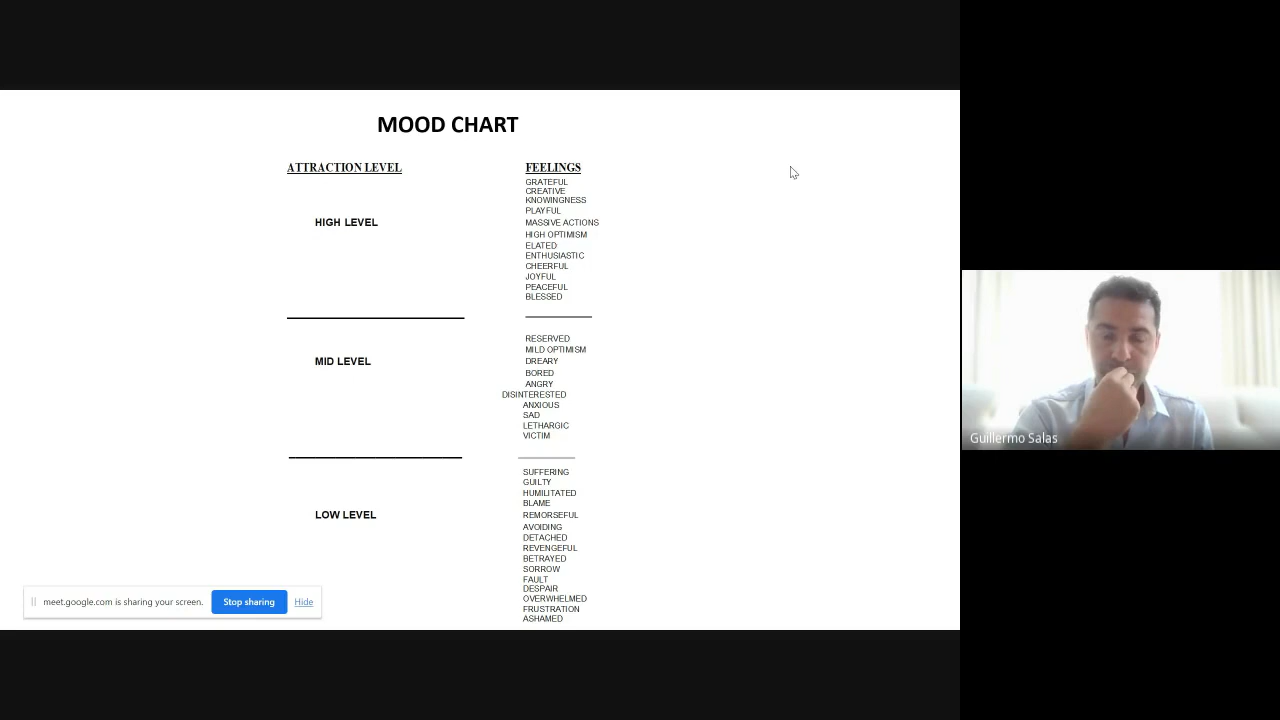 MOOD CHART
ATTRACTION LEVEL
FEELINGS
GRATEFUL
CREATIVE
KNOWINGNESS
PLAYFUL
HIGH LEVEL
MASSIVE ACTIONS
HIGH OPTIMISM
ELATED
ENTHUSIASTIC
CHEERFUL
JOYFUL
PEACEFUL
BLESSED
RESERVED
MILD OPTIMISM
MID LEVEL
DREARY
BORED
ANGRY
DISINTERESTED
ANXIOUS
SAD
LETHARGIC
VICTIM
SUFFERING
GUILTY
HUMILITATED
BLAME
LOW LEVEL
REMORSEFUL
AVOIDING
DETACHED
REVENGEFUL
BETRAYED
SORROW
FAULT
DESPAIR
OVERWHELMED
FRUSTRATION
ASHAMED
meet.google.com is sharing your screen.
Stop sharing
Hide
Guillermo Salas